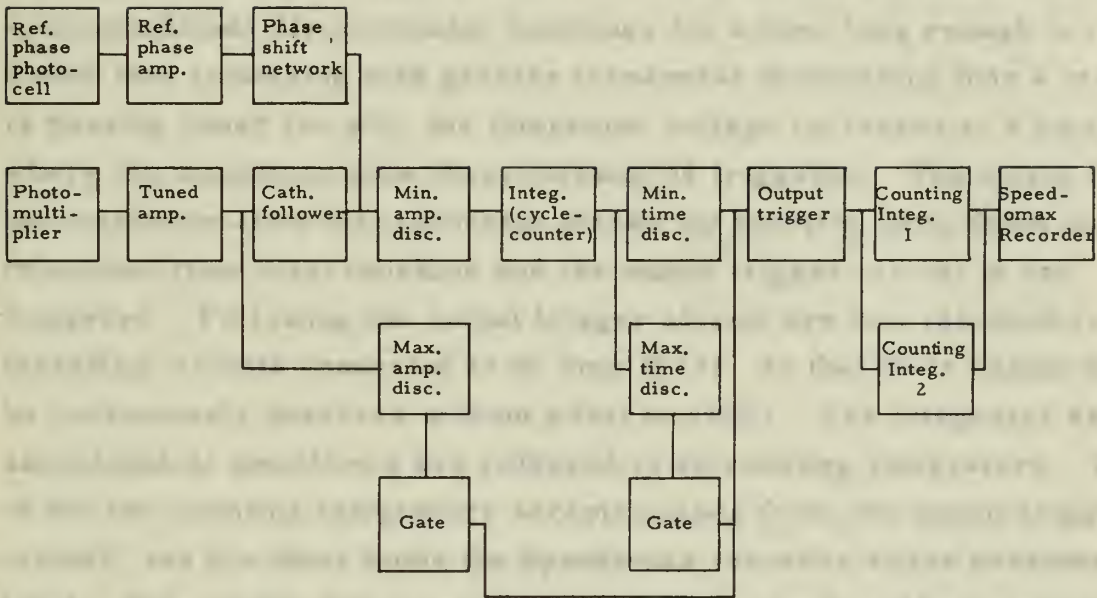 Ref.
phase
photo-
cell
Ref.
phase
amp.
Phase
shift
network
Photo-
multi-
plier
Tuned
amp.
Cath.
follower
Min.
amp.
disc.
Integ.
(cycle-
counter)
Min.
time
disc.
Output
trigger
Counting
Integ.
1
Speed-
omax
Recorder
Max.
amp.
disc.
Max.
time
disc.
Counting
Integ.
2
Gate
Gate